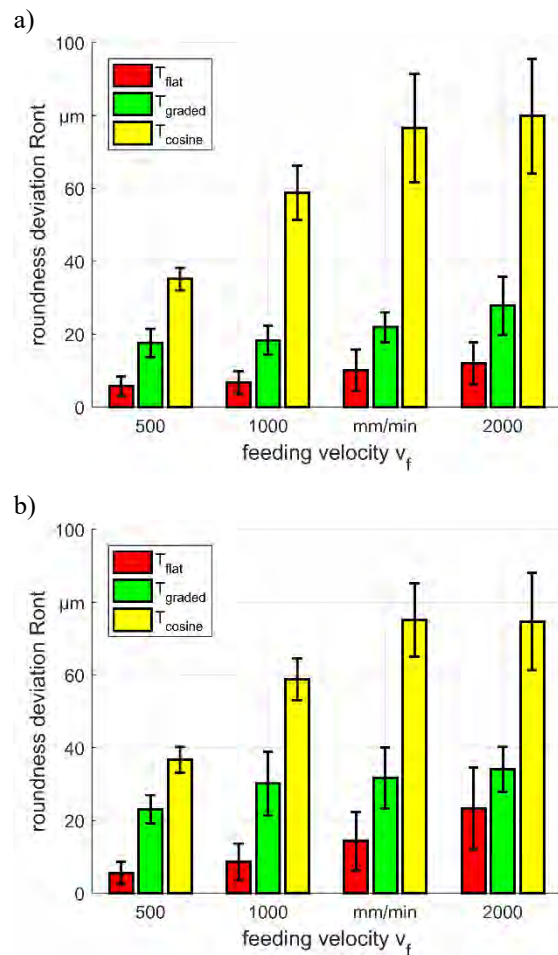 a)
100
μm
60
40
20
0
roundness deviation Ront
T_flat
T_graded
T_cosine
500 1000 mm/min 2000
feeding velocity v_f
b)
100
μm
60
40
20
0
roundness deviation Ront
T_flat
T_graded
T_cosine
500 1000 mm/min 2000
feeding velocity v_f